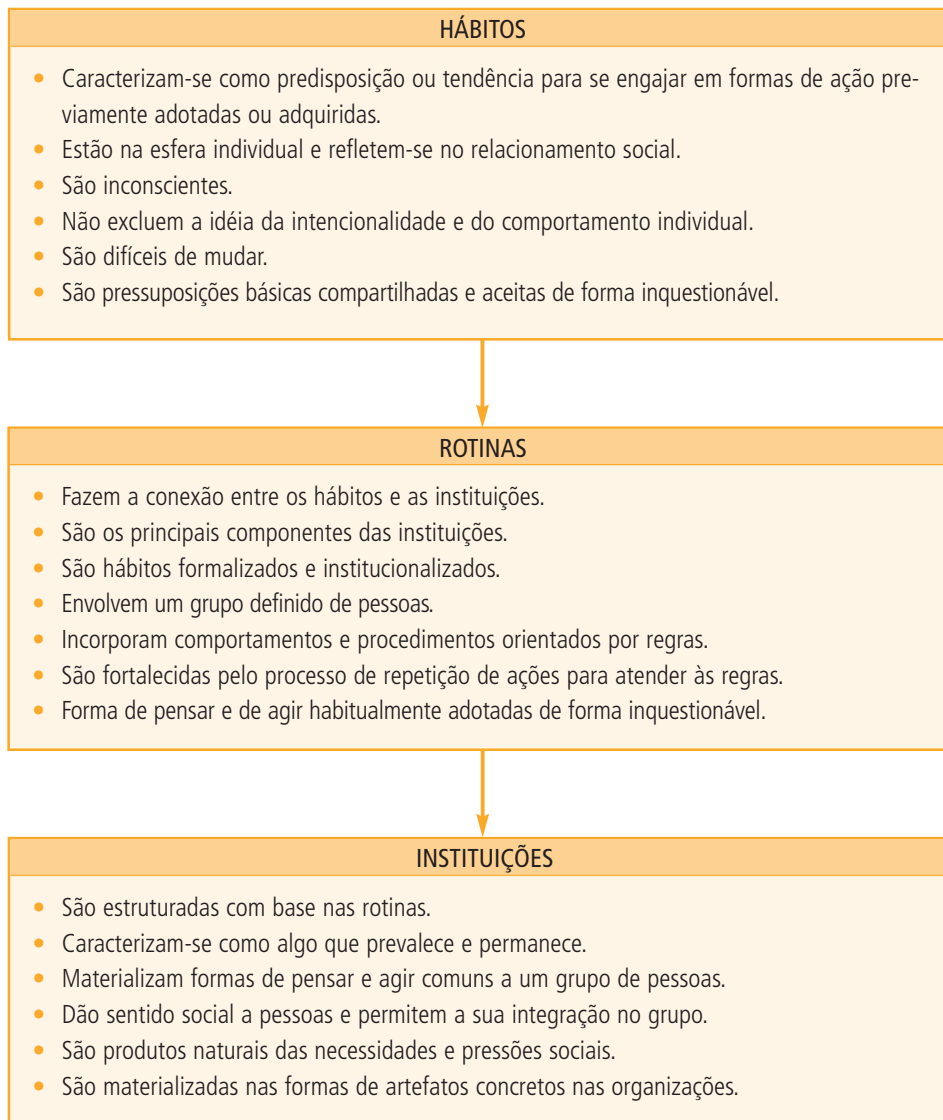 HÁBITOS
• Caracterizam-se como predisposição ou tendência para se engajar em formas de ação pre-
viamente adotadas ou adquiridas.
• Estão na esfera individual e refletem-se no relacionamento social.
• São inconscientes.
• Não excluem a idéia da intencionalidade e do comportamento individual.
• São difíceis de mudar.
• São pressuposições básicas compartilhadas e aceitas de forma inquestionável.
ROTINAS
• Fazem a conexão entre os hábitos e as instituições.
• São os principais componentes das instituições.
• São hábitos formalizados e institucionalizados.
• Envolvem um grupo definido de pessoas.
• Incorporam comportamentos e procedimentos orientados por regras.
• São fortalecidas pelo processo de repetição de ações para atender às regras.
• Forma de pensar e de agir habitualmente adotadas de forma inquestionável.
INSTITUIÇÕES
• São estruturadas com base nas rotinas.
• Caracterizam-se como algo que prevalece e permanece.
• Materializam formas de pensar e agir comuns a um grupo de pessoas.
• Dão sentido social a pessoas e permitem a sua integração no grupo.
• São produtos naturais das necessidades e pressões sociais.
• São materializadas nas formas de artefatos concretos nas organizações.